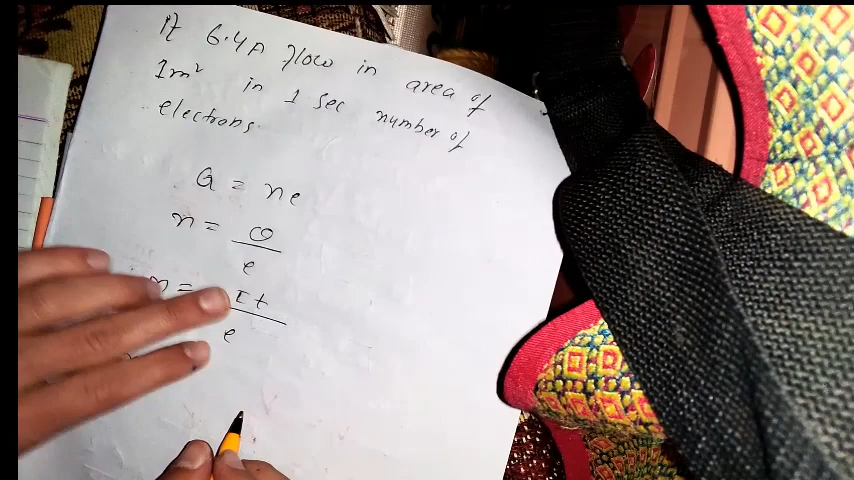 If 6.4A flow in area of
1m² in 1 sec number of
electrons.
Q = ne
n = Q
e
n = It
e